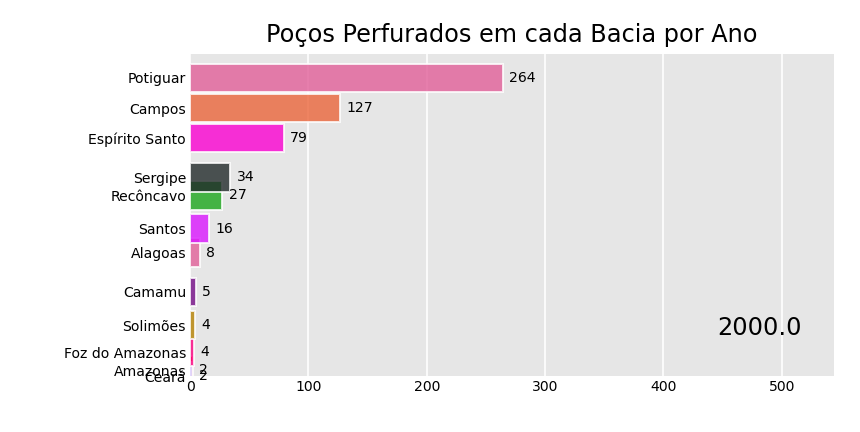 Poços Perfurados em cada Bacia por Ano
Potiguar 264
Campos 127
Espírito Santo 79
Sergipe 34
Recôncavo 27
Santos 16
Alagoas 8
Camamu 5
Solimões 4
2000.0
Foz do Amazonas 4
Amazonas 2
Ceará 2
0 100 200 300 400 500